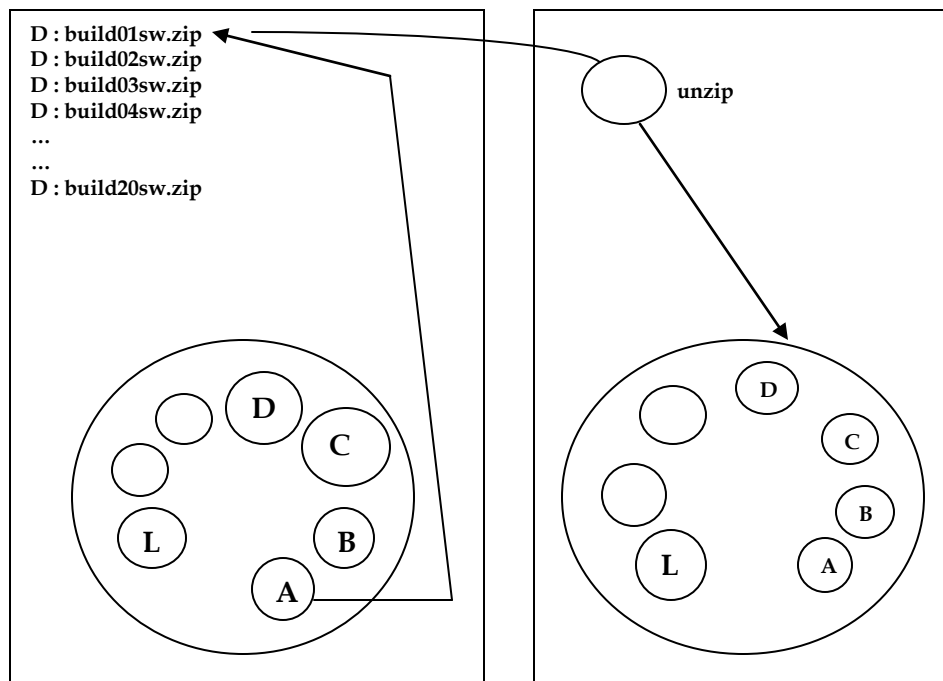 D : build01sw.zip
D : build02sw.zip
D : build03sw.zip
D : build04sw.zip
...
...
D : build20sw.zip
unzip
D
C
L
B
A
D
C
B
L
A